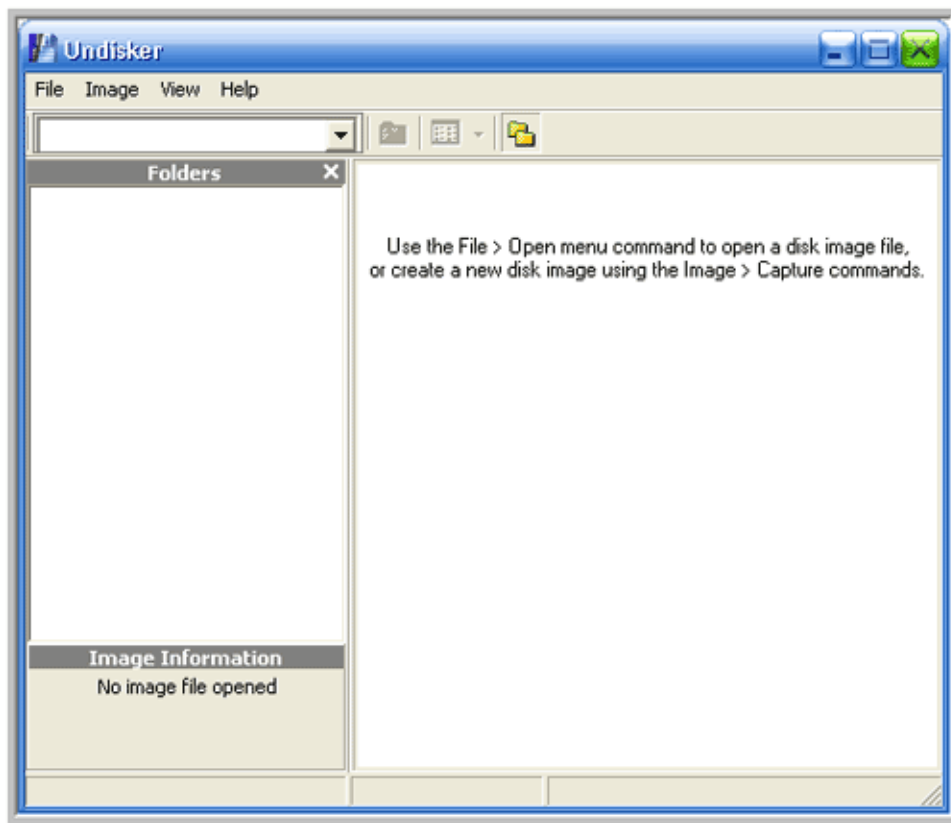 Undisker
File Image View Help
Folders
Use the File > Open menu command to open a disk image file,
or create a new disk image using the Image > Capture commands.
Image Information
No image file opened